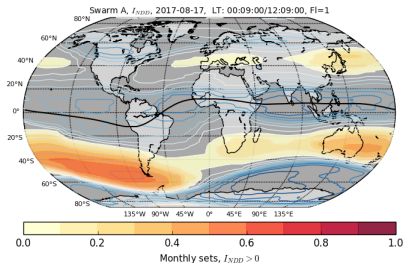 Swarm A, I_NDD, 2017-08-17, LT: 00:09:00/12:09:00, Fl=1
80°N
60°N
40°N
20°N
0°
20°S
40°S
60°S
80°S
135°W 90°W 45°W 0° 45°E 90°E 135°E
0.0 0.2 0.4 0.6 0.8 1.0
Monthly sets, I_NDD > 0